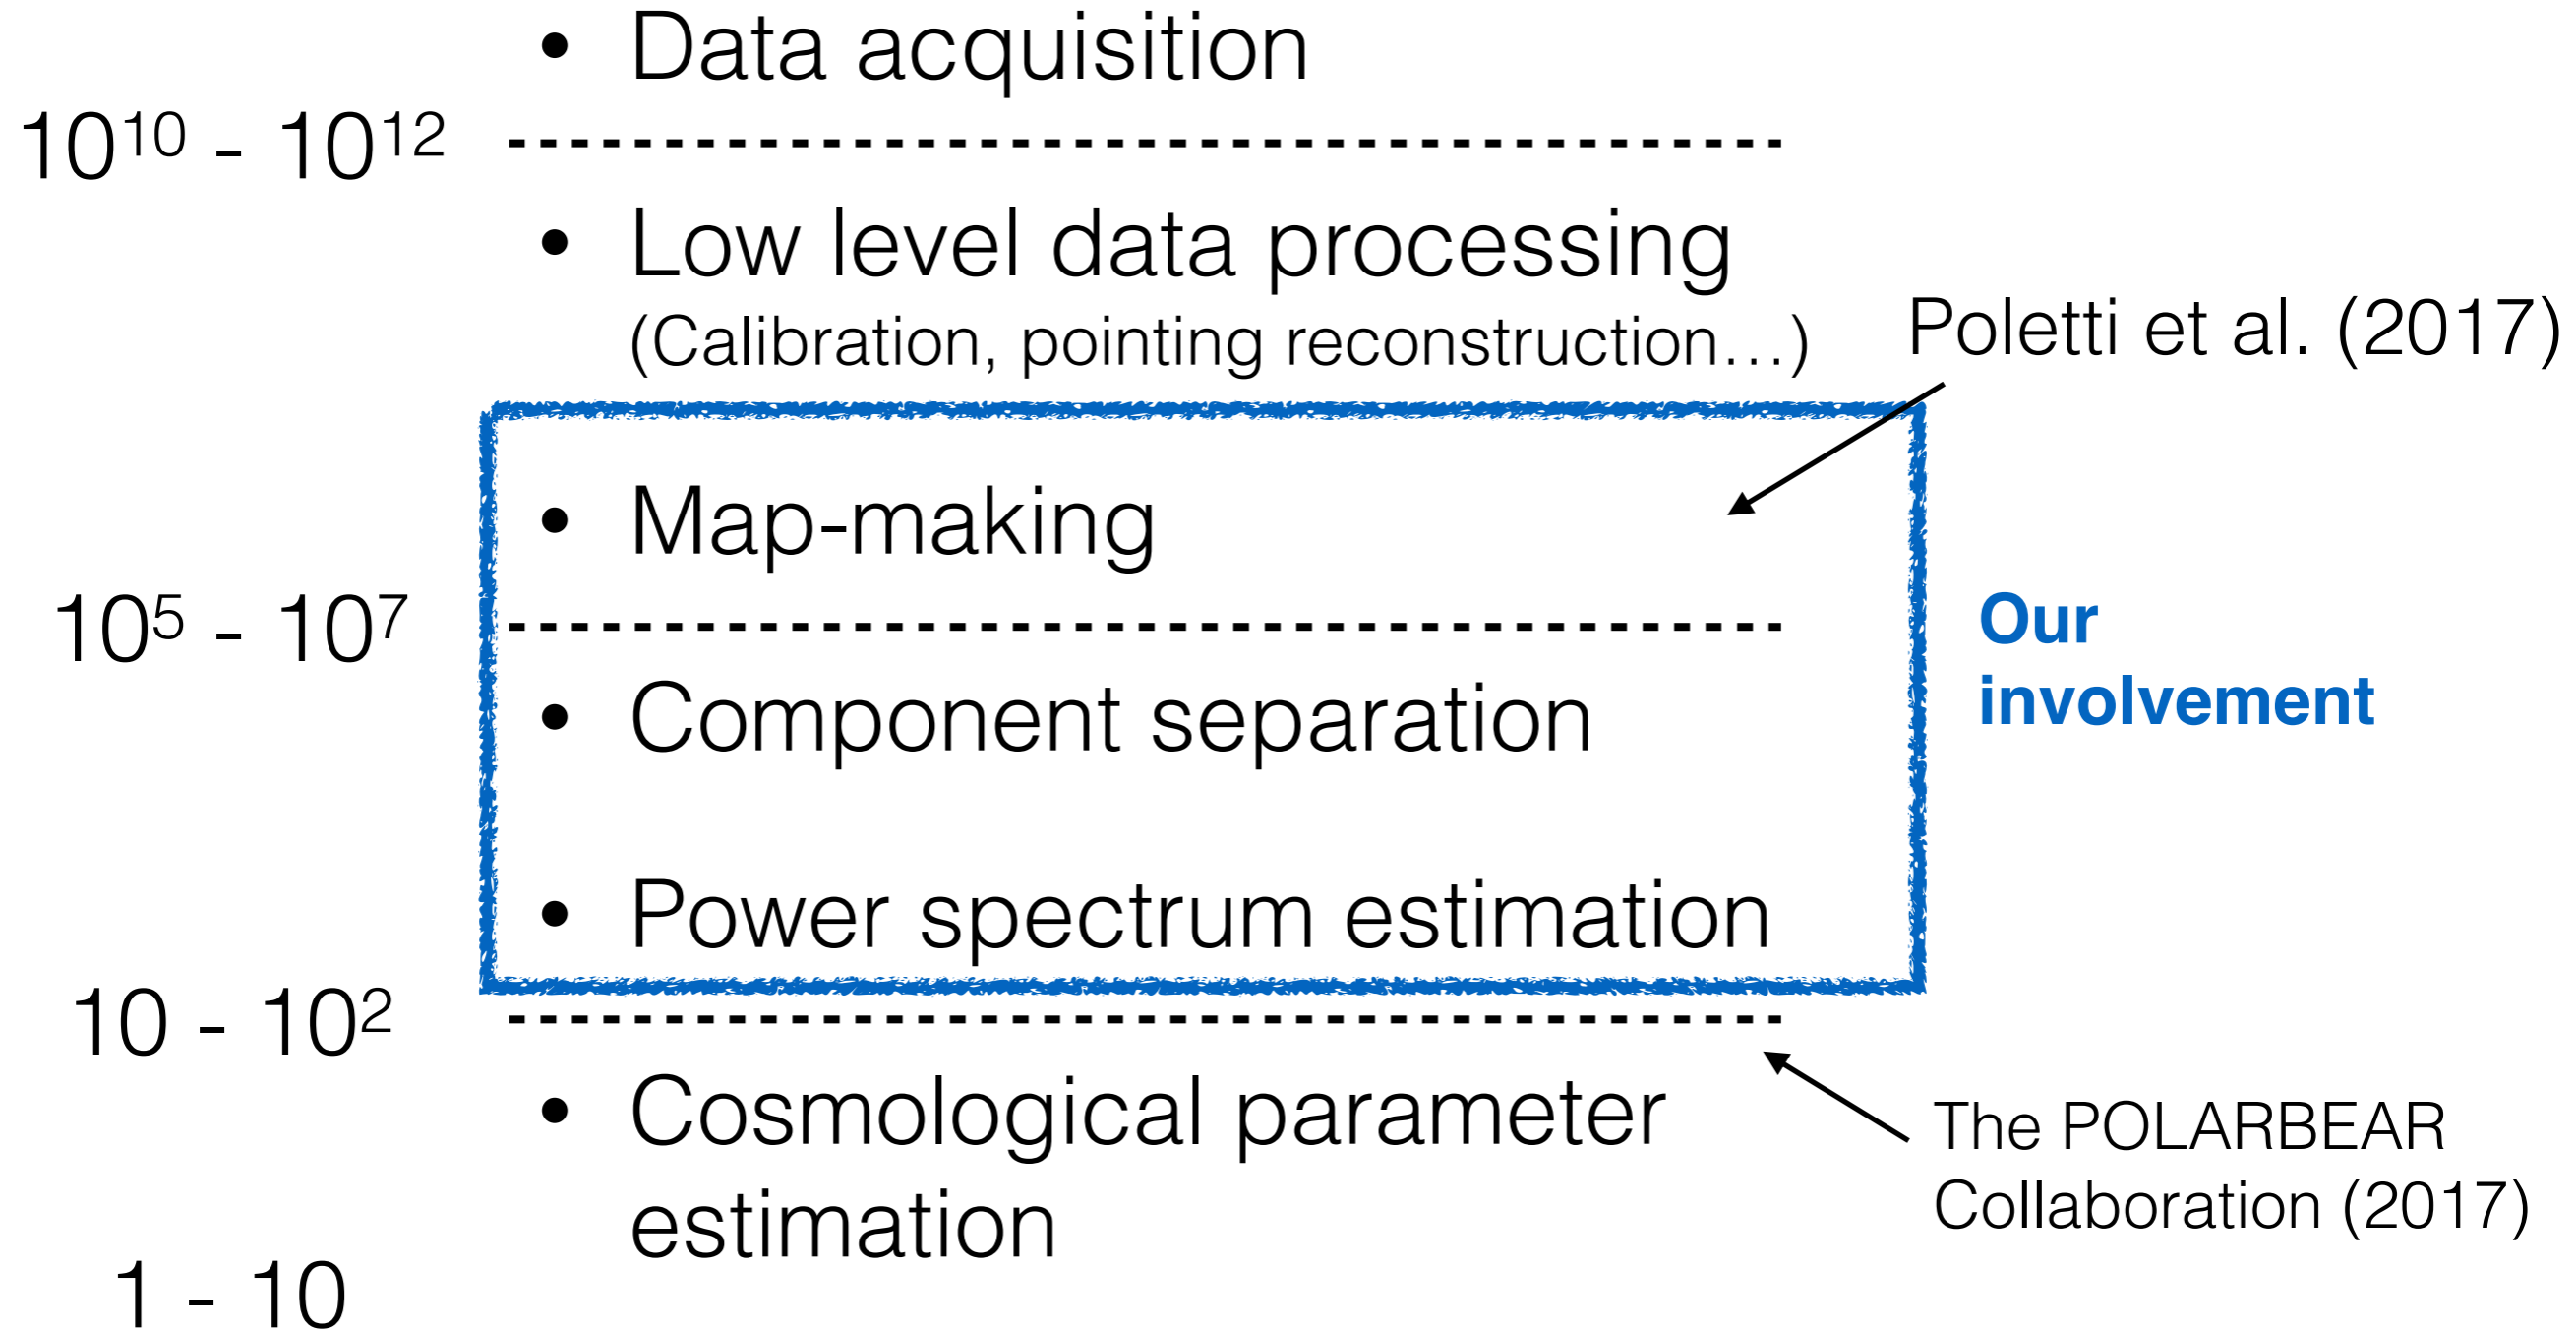 • Data acquisition
10¹⁰ - 10¹²
• Low level data processing
(Calibration, pointing reconstruction…)
Poletti et al. (2017)
• Map-making
10⁵ - 10⁷
Our
involvement
• Component separation
• Power spectrum estimation
10 - 10²
• Cosmological parameter
estimation
The POLARBEAR
Collaboration (2017)
1 - 10